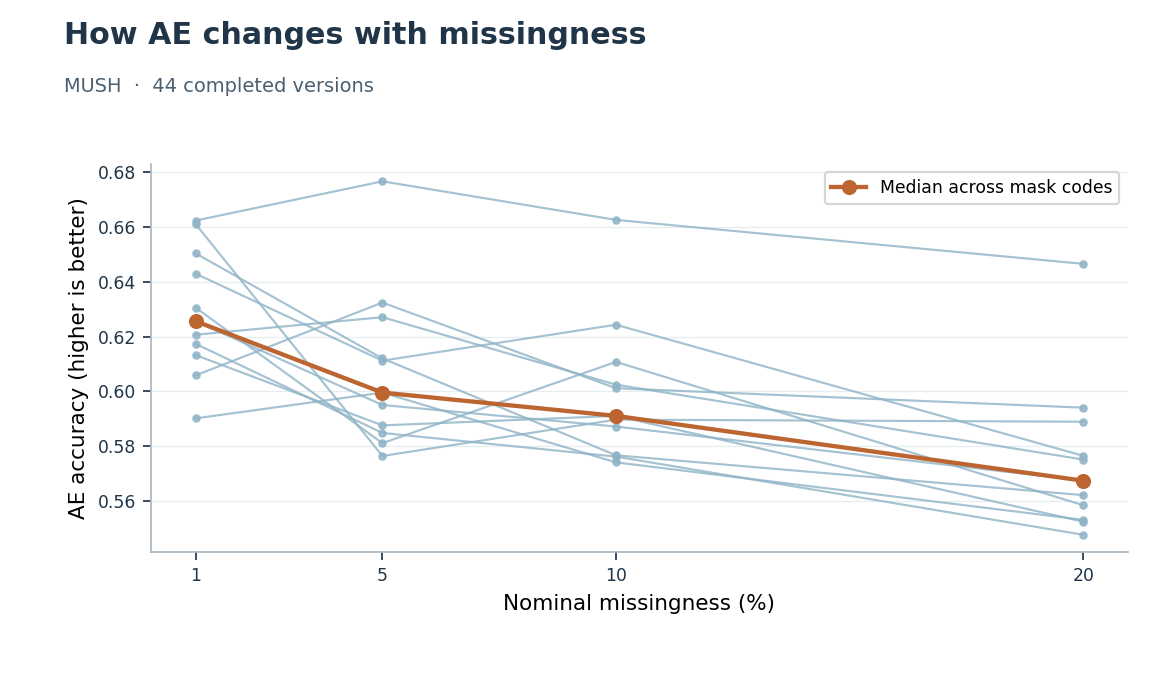 How AE changes with missingness
MUSH · 44 completed versions
AE accuracy (higher is better)
0.68
0.66
0.64
0.62
0.60
0.58
0.56
Median across mask codes
1 5 10 20
Nominal missingness (%)